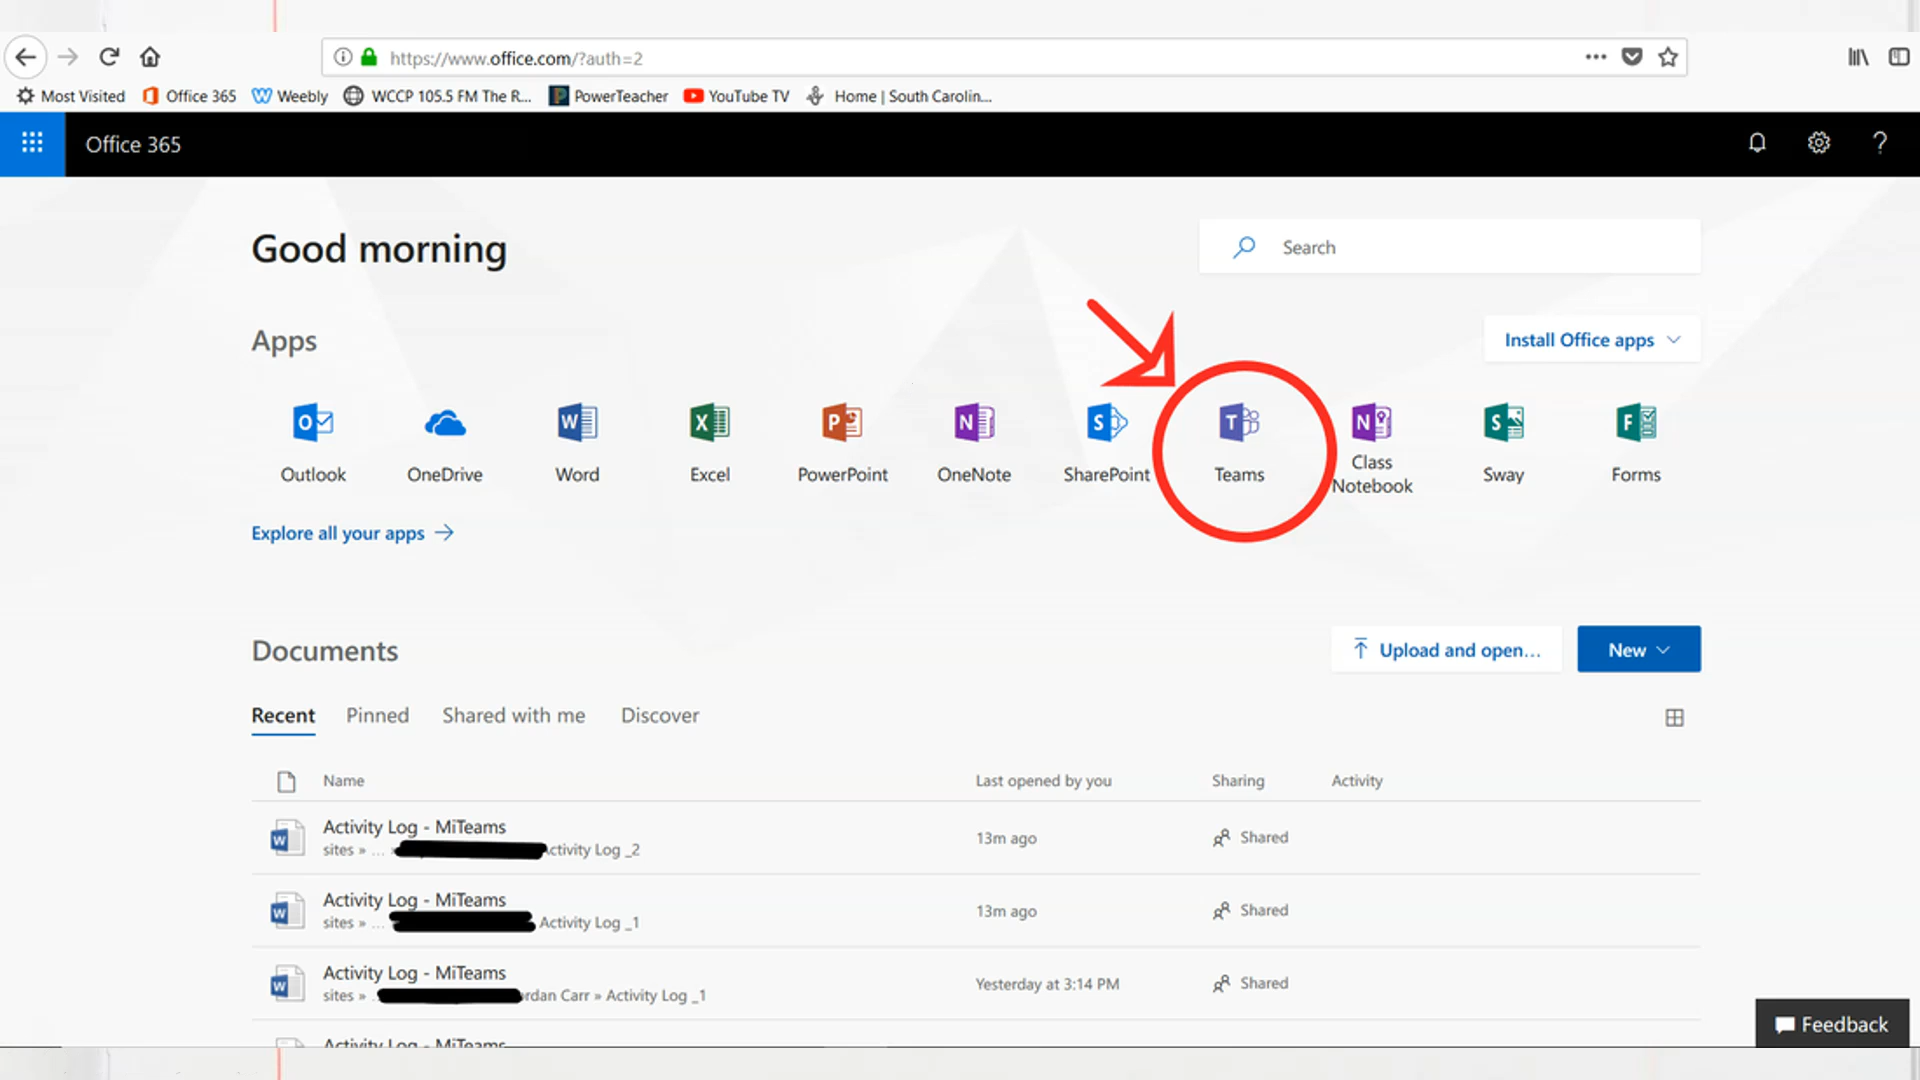 https://www.office.com/?auth=2
Most Visited Office 365 Weebly WCCP 105.5 FM The R... PowerTeacher YouTube TV Home | South Carolin...
Office 365 ?
Good morning
Search
Apps
Install Office apps
Outlook OneDrive Word Excel PowerPoint OneNote SharePoint Teams Class Notebook Sway Forms
Explore all your apps →
Documents
Upload and open...
New
Recent Pinned Shared with me Discover
Name Last opened by you Sharing Activity
Activity Log - MiTeams
sites » ... ctivity Log _2
13m ago Shared
Activity Log - MiTeams
sites » ... Activity Log _1
13m ago Shared
Activity Log - MiTeams
sites » rdan Carr » Activity Log _1
Yesterday at 3:14 PM Shared
Activity Log - MiTeams
Feedback